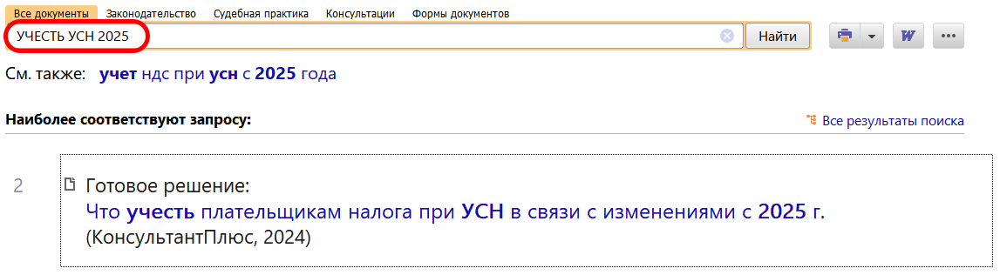 Все документы Законодательство Судебная практика Консультации Формы документов
УЧЕСТЬ УСН 2025 Найти W
См. также: учет ндс при усн с 2025 года
Наиболее соответствуют запросу: Все результаты поиска
2 Готовое решение:
Что учесть плательщикам налога при УСН в связи с изменениями с 2025 г.
(КонсультантПлюс, 2024)